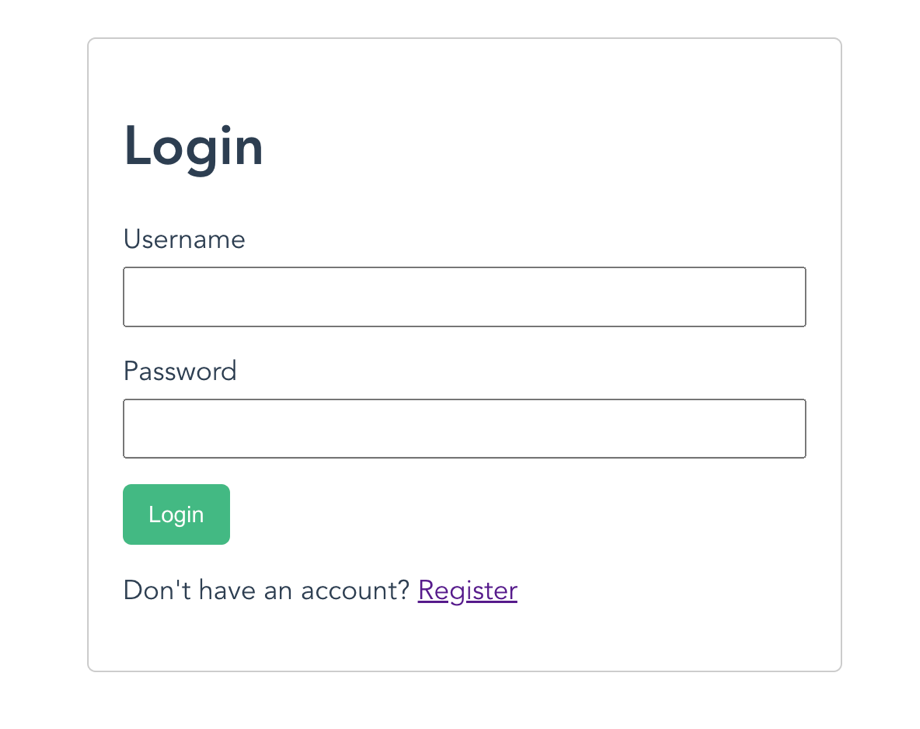 Login
Username
Password
Login
Don't have an account? Register